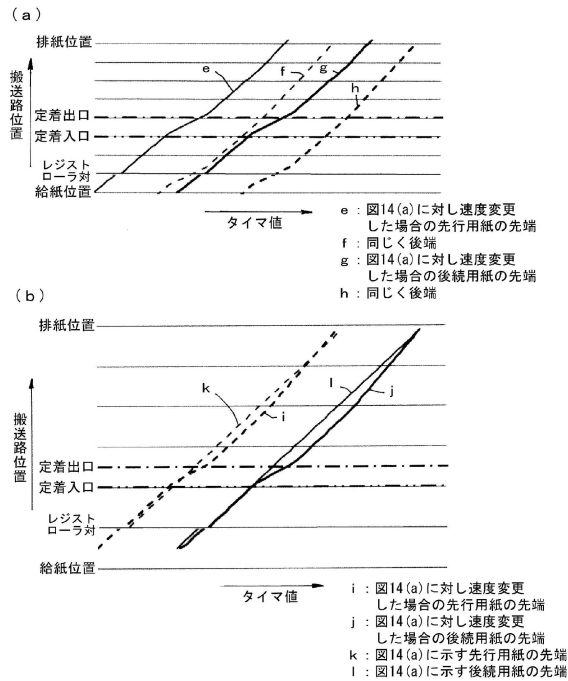 (a)
排紙位置
搬送路位置
定着出口
定着入口
レジスト
ローラ対
給紙位置
e
f
g
h
タイマ値
e：図14(a)に対し速度変更
した場合の先行用紙の先端
f：同じく後端
g：図14(a)に対し速度変更
した場合の後続用紙の先端
h：同じく後端
(b)
排紙位置
搬送路位置
定着出口
定着入口
レジスト
ローラ対
給紙位置
k
i
l
j
タイマ値
i：図14(a)に対し速度変更
した場合の先行用紙の先端
j：図14(a)に対し速度変更
した場合の後続用紙の先端
k：図14(a)に示す先行用紙の先端
l：図14(a)に示す後続用紙の先端